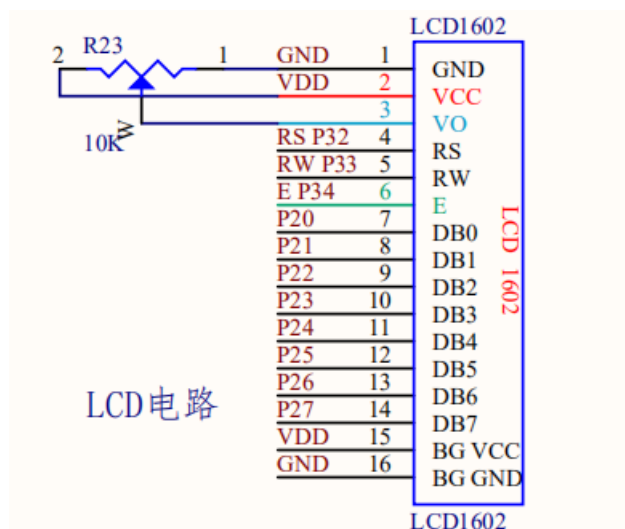 LCD1602
2 R23 1 GND 1 GND
VDD 2 VCC
3 VO
10K W
RS P32 4 RS
RW P33 5 RW
E P34 6 E
P20 7 DB0
P21 8 DB1
P22 9 DB2
P23 10 DB3
P24 11 DB4
P25 12 DB5
P26 13 DB6
P27 14 DB7
VDD 15 BG VCC
GND 16 BG GND
LCD 1602
LCD电路
LCD1602